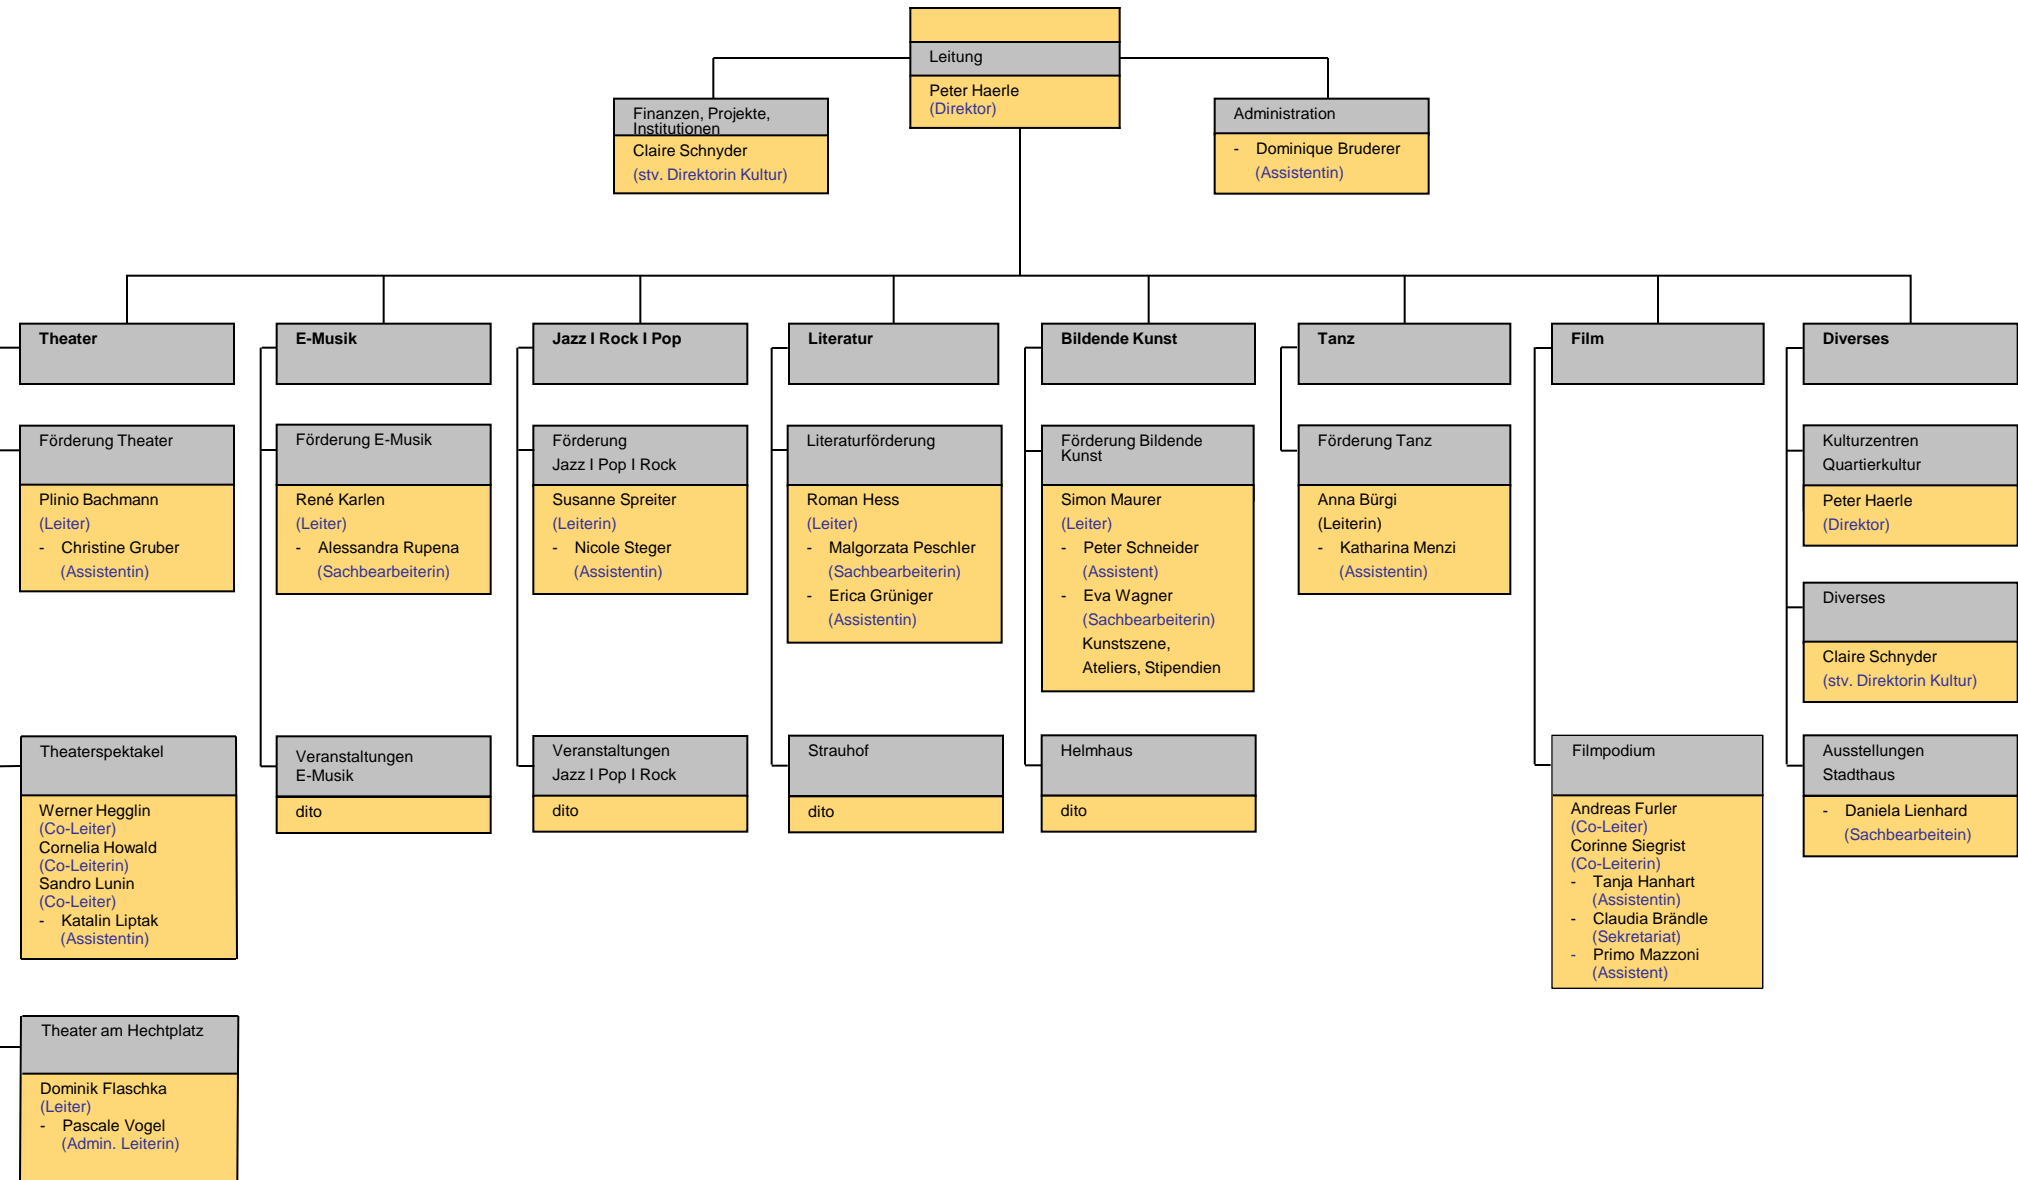 Leitung
Peter Haerle
(Direktor)
Finanzen, Projekte,
Institutionen
Claire Schnyder
(stv. Direktorin Kultur)
Administration
- Dominique Bruderer
(Assistentin)
Theater
E-Musik
Jazz I Rock I Pop
Literatur
Bildende Kunst
Tanz
Film
Diverses
Förderung Theater
Plinio Bachmann
(Leiter)
- Christine Gruber
(Assistentin)
Förderung E-Musik
René Karlen
(Leiter)
- Alessandra Rupena
(Sachbearbeiterin)
Förderung
Jazz I Pop I Rock
Susanne Spreiter
(Leiterin)
- Nicole Steger
(Assistentin)
Literaturförderung
Roman Hess
(Leiter)
- Malgorzata Peschler
(Sachbearbeiterin)
- Erica Grüniger
(Assistentin)
Förderung Bildende
Kunst
Simon Maurer
(Leiter)
- Peter Schneider
(Assistent)
- Eva Wagner
(Sachbearbeiterin)
Kunstszene,
Ateliers, Stipendien
Förderung Tanz
Anna Bürgi
(Leiterin)
- Katharina Menzi
(Assistentin)
Kulturzentren
Quartierkultur
Peter Haerle
(Direktor)
Diverses
Claire Schnyder
(stv. Direktorin Kultur)
Theaterspektakel
Werner Hegglin
(Co-Leiter)
Cornelia Howald
(Co-Leiterin)
Sandro Lunin
(Co-Leiter)
- Katalin Liptak
(Assistentin)
Veranstaltungen
E-Musik
dito
Veranstaltungen
Jazz I Pop I Rock
dito
Strauhof
dito
Helmhaus
dito
Filmpodium
Andreas Furler
(Co-Leiter)
Corinne Siegrist
(Co-Leiterin)
- Tanja Hanhart
(Assistentin)
- Claudia Brändle
(Sekretariat)
- Primo Mazzoni
(Assistent)
Ausstellungen
Stadthaus
- Daniela Lienhard
(Sachbearbeitein)
Theater am Hechtplatz
Dominik Flaschka
(Leiter)
- Pascale Vogel
(Admin. Leiterin)